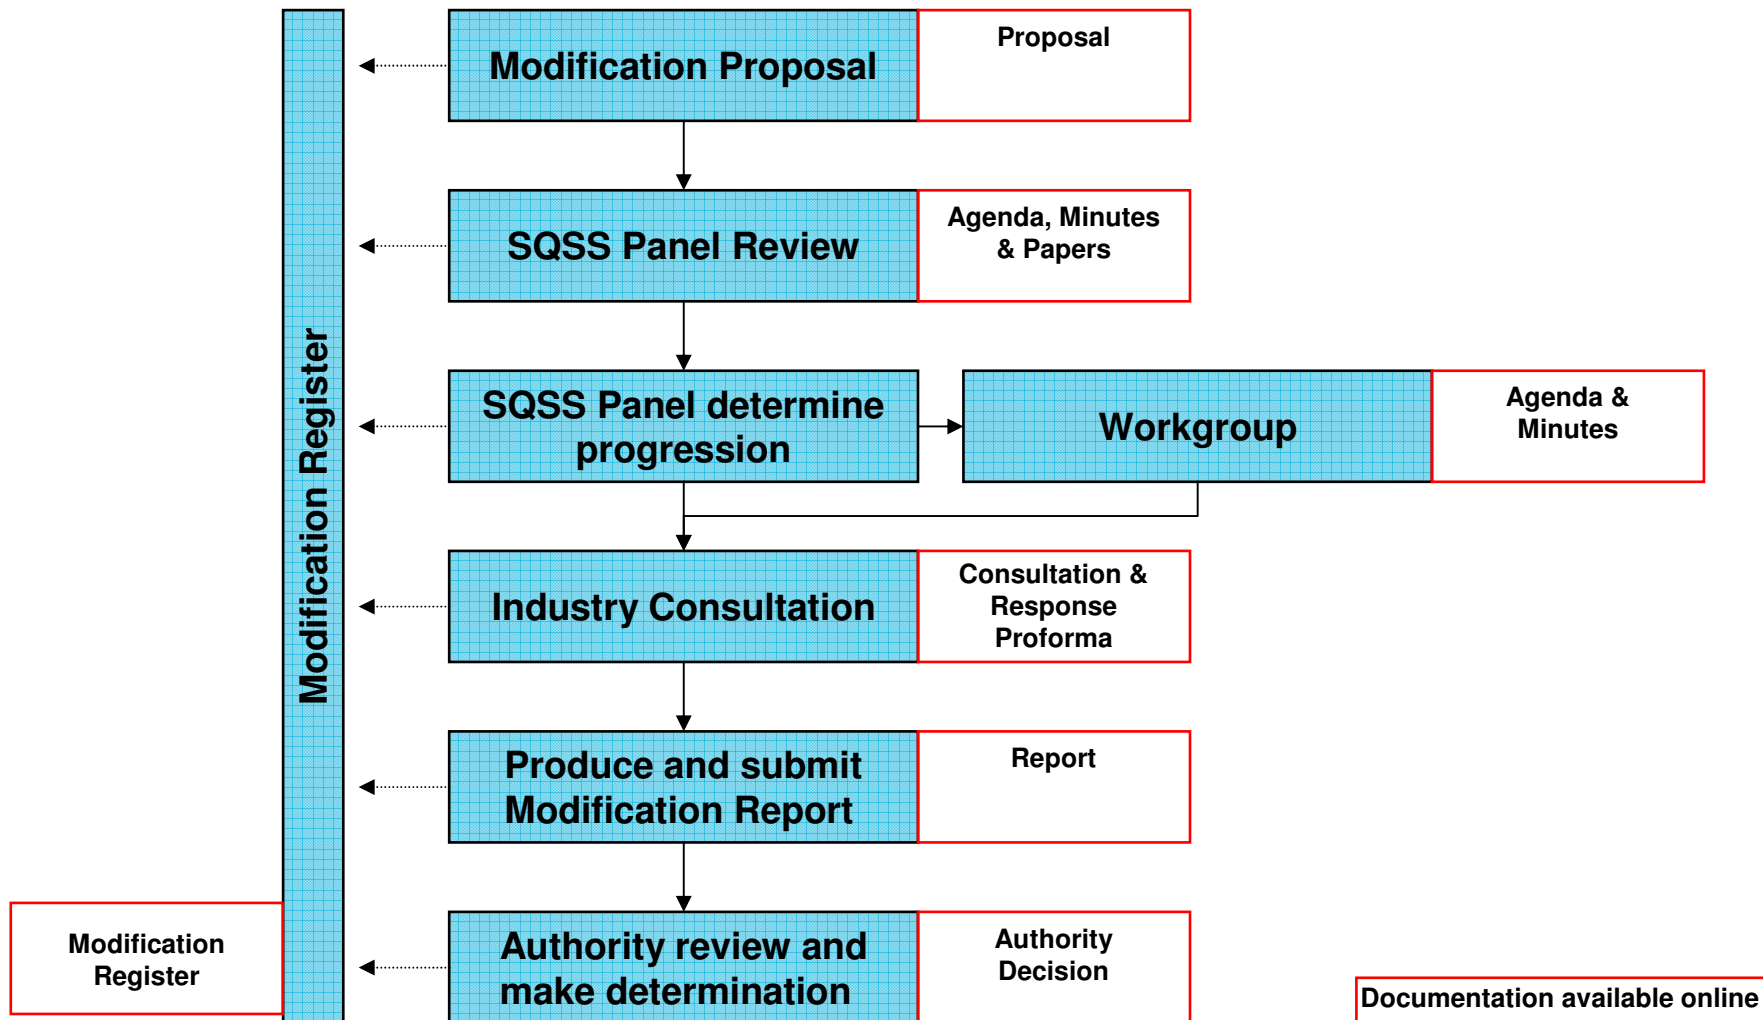 Modification Proposal
Proposal
SQSS Panel Review
Agenda, Minutes
& Papers
Modification Register
SQSS Panel determine
progression
Workgroup
Agenda &
Minutes
Industry Consultation
Consultation &
Response
Proforma
Produce and submit
Modification Report
Report
Modification
Register
Authority review and
make determination
Authority
Decision
Documentation available online